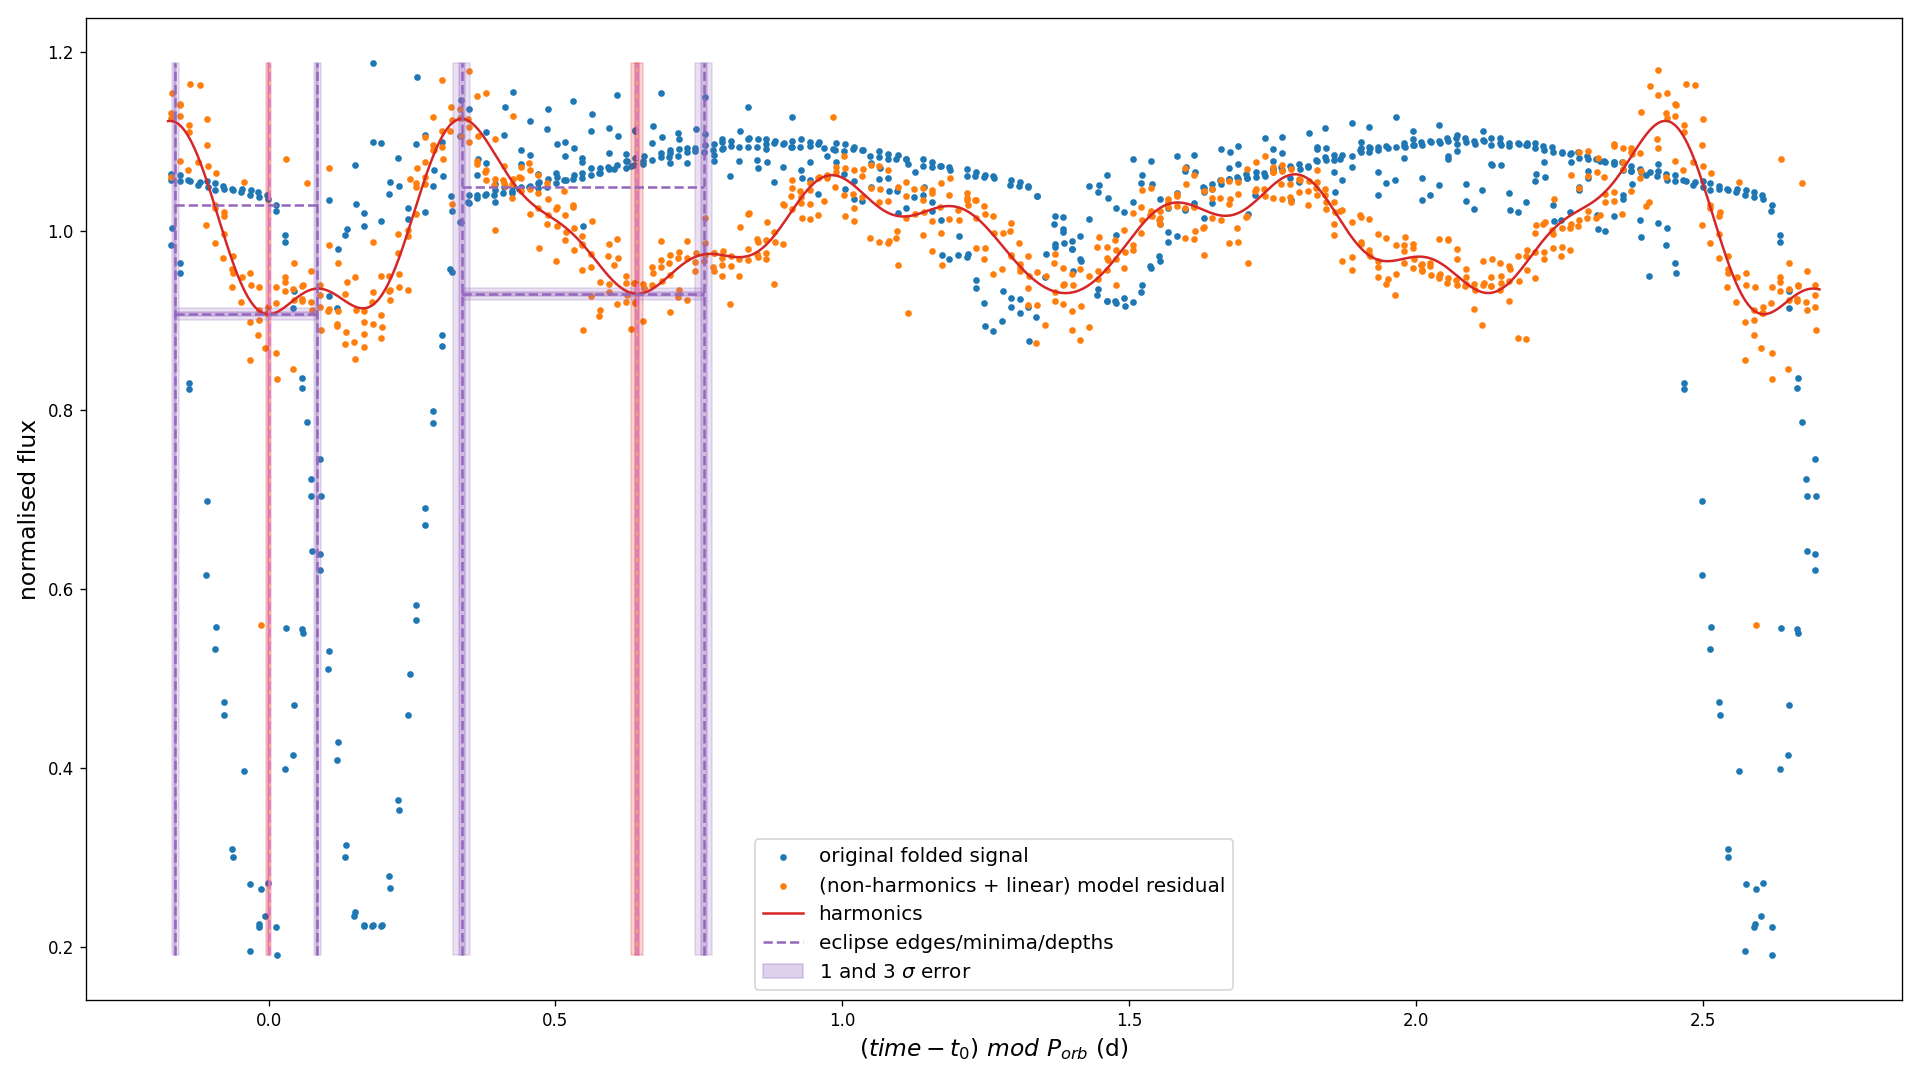 normalised flux
1.2
1.0
0.8
0.6
0.4
0.2
original folded signal
(non-harmonics + linear) model residual
harmonics
eclipse edges/minima/depths
1 and 3 σ error
0.0 0.5 1.0 1.5 2.0 2.5
(time − t₀) mod Pₒᵣᵦ (d)